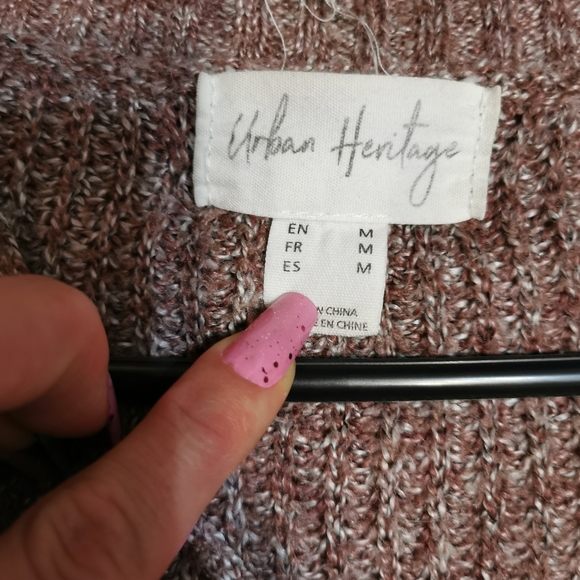 Urban Heritage
EN M
FR M
ES M
N CHINA
E EN CHINE